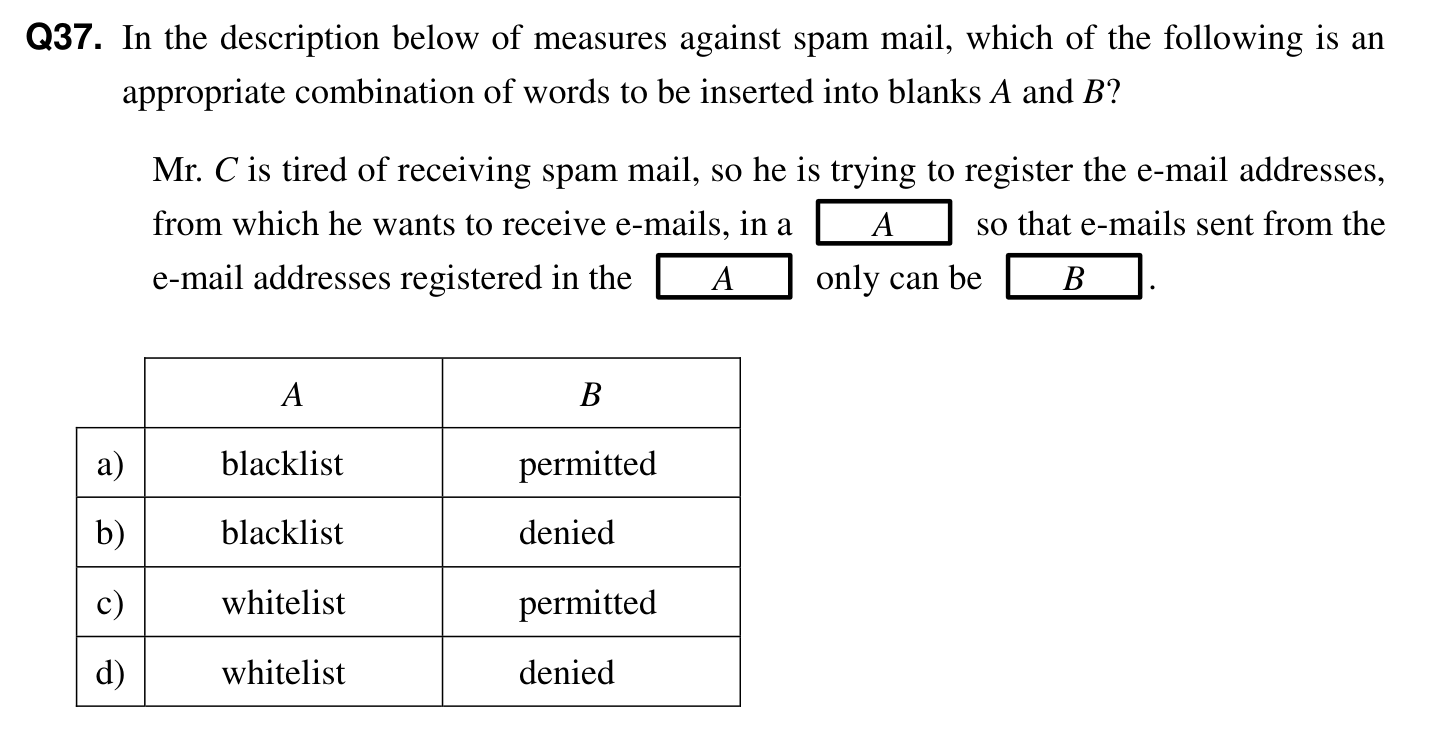 Q37. In the description below of measures against spam mail, which of the following is an
appropriate combination of words to be inserted into blanks A and B?
Mr. C is tired of receiving spam mail, so he is trying to register the e-mail addresses,
from which he wants to receive e-mails, in a A so that e-mails sent from the
e-mail addresses registered in the A only can be B .
A B
a) blacklist permitted
b) blacklist denied
c) whitelist permitted
d) whitelist denied